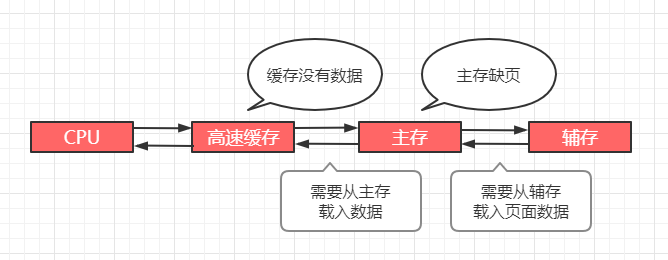 缓存没有数据
主存缺页
CPU
高速缓存
主存
辅存
需要从主存
载入数据
需要从辅存
载入页面数据